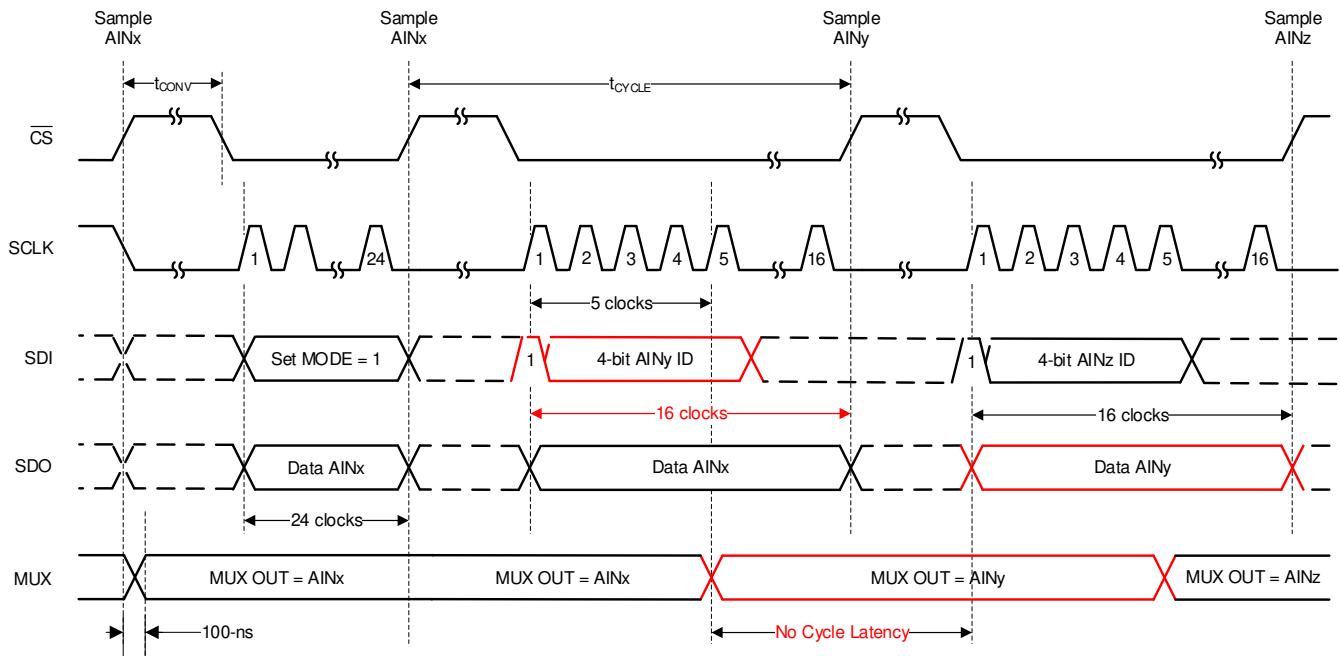 Sample AINx
Sample AINx
Sample AINy
Sample AINz
tCONV
tCYCLE
CS
SCLK
1
24
1
2
3
4
5
16
1
2
3
4
5
16
5 clocks
SDI
Set MODE = 1
1
4-bit AINy ID
1
4-bit AINz ID
16 clocks
16 clocks
SDO
Data AINx
Data AINx
Data AINy
24 clocks
MUX
MUX OUT = AINx
MUX OUT = AINx
MUX OUT = AINy
MUX OUT = AINz
100-ns
No Cycle Latency